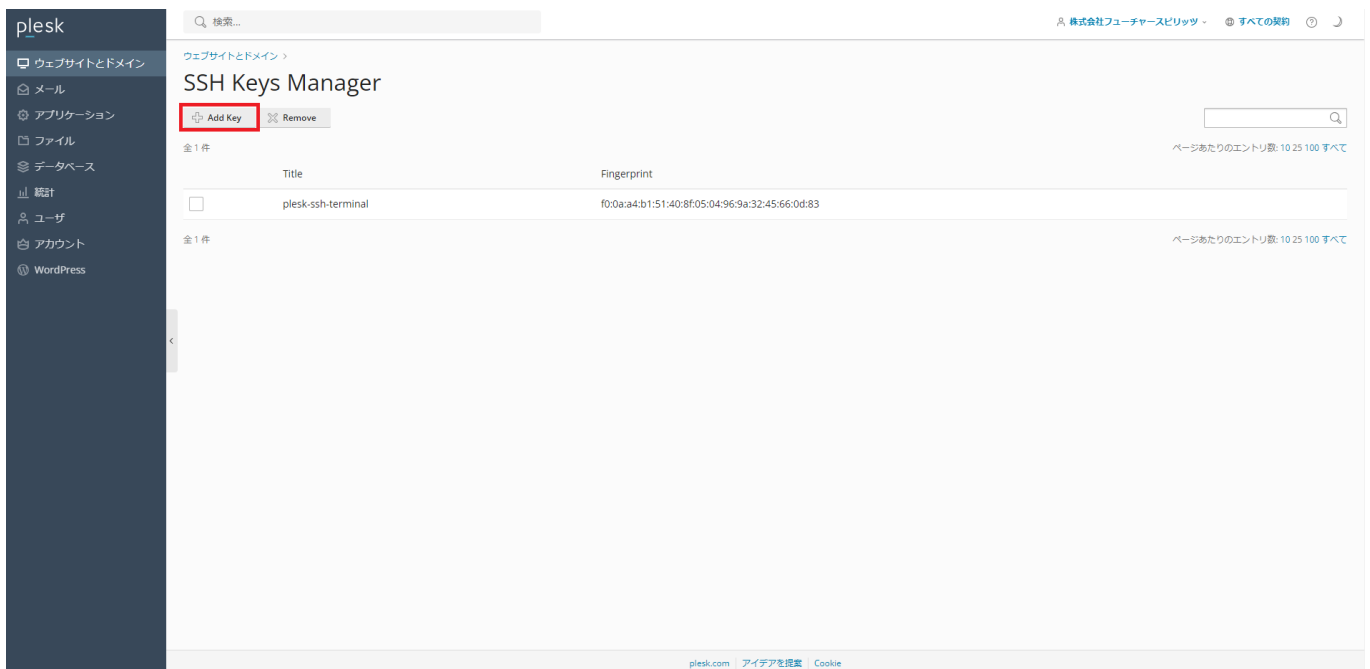 plesk
検索...
株式会社フューチャースピリッツ
すべての契約
ウェブサイトとドメイン
メール
アプリケーション
ファイル
データベース
統計
ユーザ
アカウント
WordPress
ウェブサイトとドメイン >
SSH Keys Manager
Add Key Remove
全1件 ページあたりのエントリ数: 10 25 100 すべて
Title Fingerprint
plesk-ssh-terminal f0:0a:a4:b1:51:40:8f:05:04:96:9a:32:45:66:0d:83
全1件 ページあたりのエントリ数: 10 25 100 すべて
plesk.com アイデアを提案 Cookie